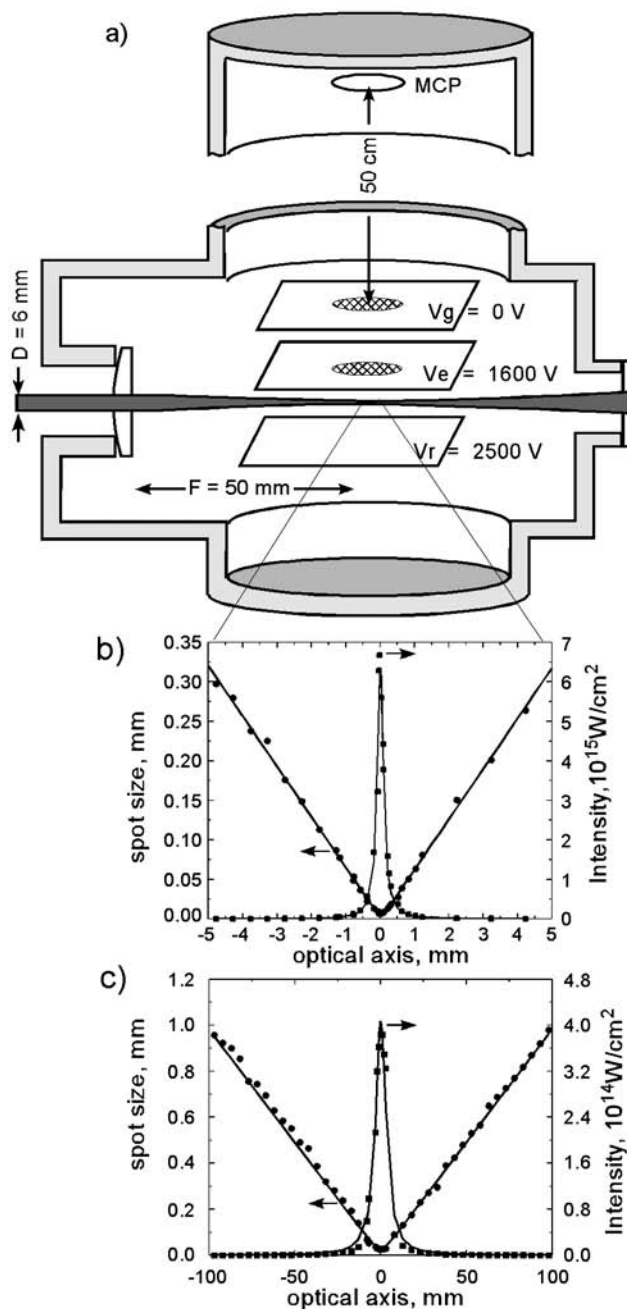 a)
MCP
50 cm
D = 6 mm
Vg = 0 V
Ve = 1600 V
Vr = 2500 V
F = 50 mm
b)
0.35
0.30
0.25
0.20
0.15
0.10
0.05
0.00
spot size, mm
7
6
5
4
3
2
1
0
Intensity, 10^15 W/cm^2
-5 -4 -3 -2 -1 0 1 2 3 4 5
optical axis, mm
c)
1.2
1.0
0.8
0.6
0.4
0.2
0.0
spot size, mm
4.8
4.0
3.2
2.4
1.6
0.8
0.0
Intensity, 10^14 W/cm^2
-100 -50 0 50 100
optical axis, mm